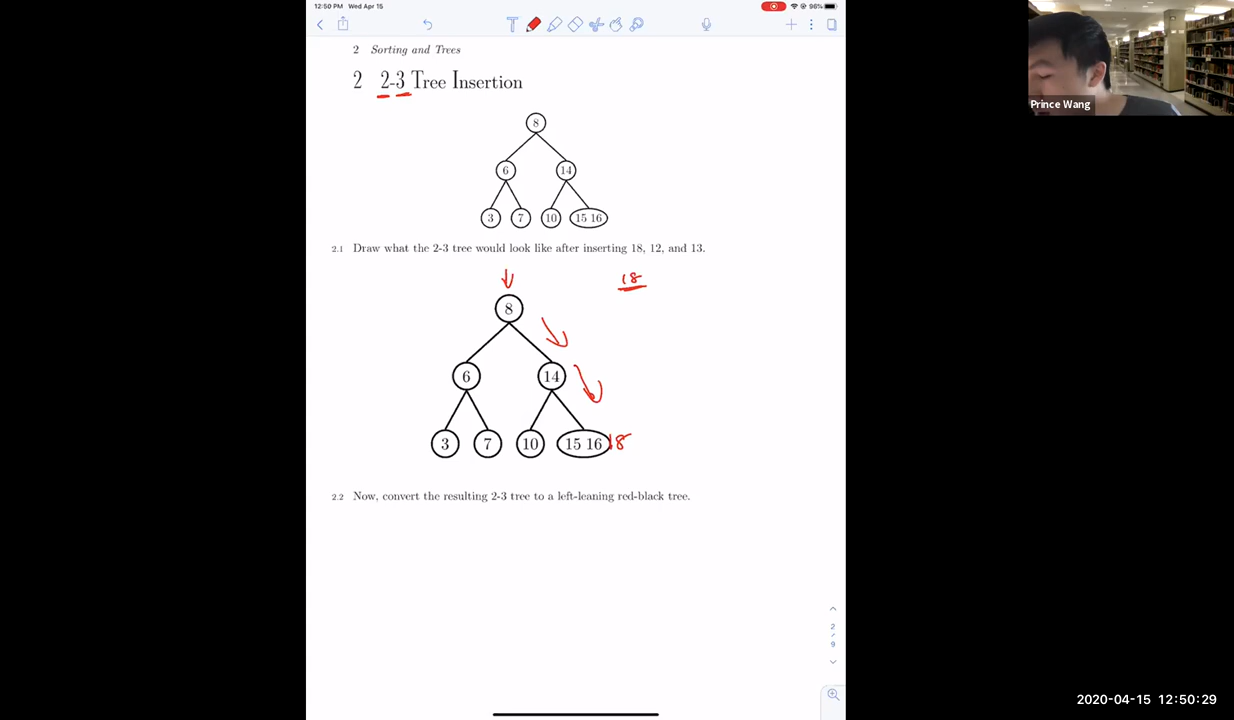 12:50 PM Wed Apr 15
96%
2 Sorting and Trees
2 2-3 Tree Insertion
8
6 14
3 7 10 15 16
2.1 Draw what the 2-3 tree would look like after inserting 18, 12, and 13.
18
8
6 14
3 7 10 15 16 18
2.2 Now, convert the resulting 2-3 tree to a left-leaning red-black tree.
2
9
Prince Wang
2020-04-15 12:50:29